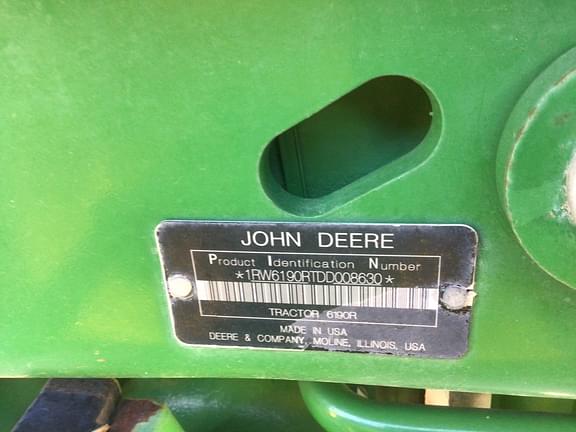 JOHN DEERE
Product Identification Number
*1RW6190RTDD008630*
TRACTOR 6190R
MADE IN USA
DEERE & COMPANY, MOLINE, ILLINOIS, USA